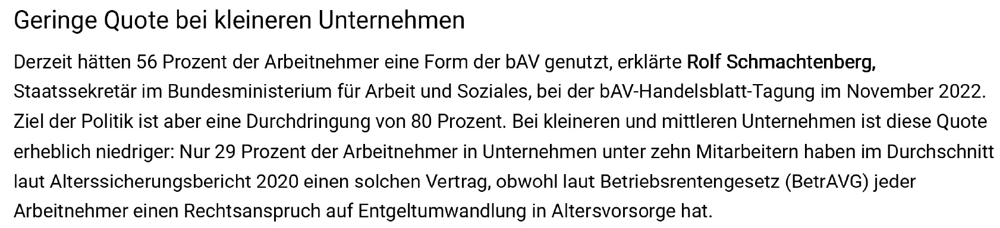 Geringe Quote bei kleineren Unternehmen
Derzeit hätten 56 Prozent der Arbeitnehmer eine Form der bAV genutzt, erklärte Rolf Schmachtenberg,
Staatssekretär im Bundesministerium für Arbeit und Soziales, bei der bAV-Handelsblatt-Tagung im November 2022.
Ziel der Politik ist aber eine Durchdringung von 80 Prozent. Bei kleineren und mittleren Unternehmen ist diese Quote
erheblich niedriger: Nur 29 Prozent der Arbeitnehmer in Unternehmen unter zehn Mitarbeitern haben im Durchschnitt
laut Alterssicherungsbericht 2020 einen solchen Vertrag, obwohl laut Betriebsrentengesetz (BetrAVG) jeder
Arbeitnehmer einen Rechtsanspruch auf Entgeltumwandlung in Altersvorsorge hat.